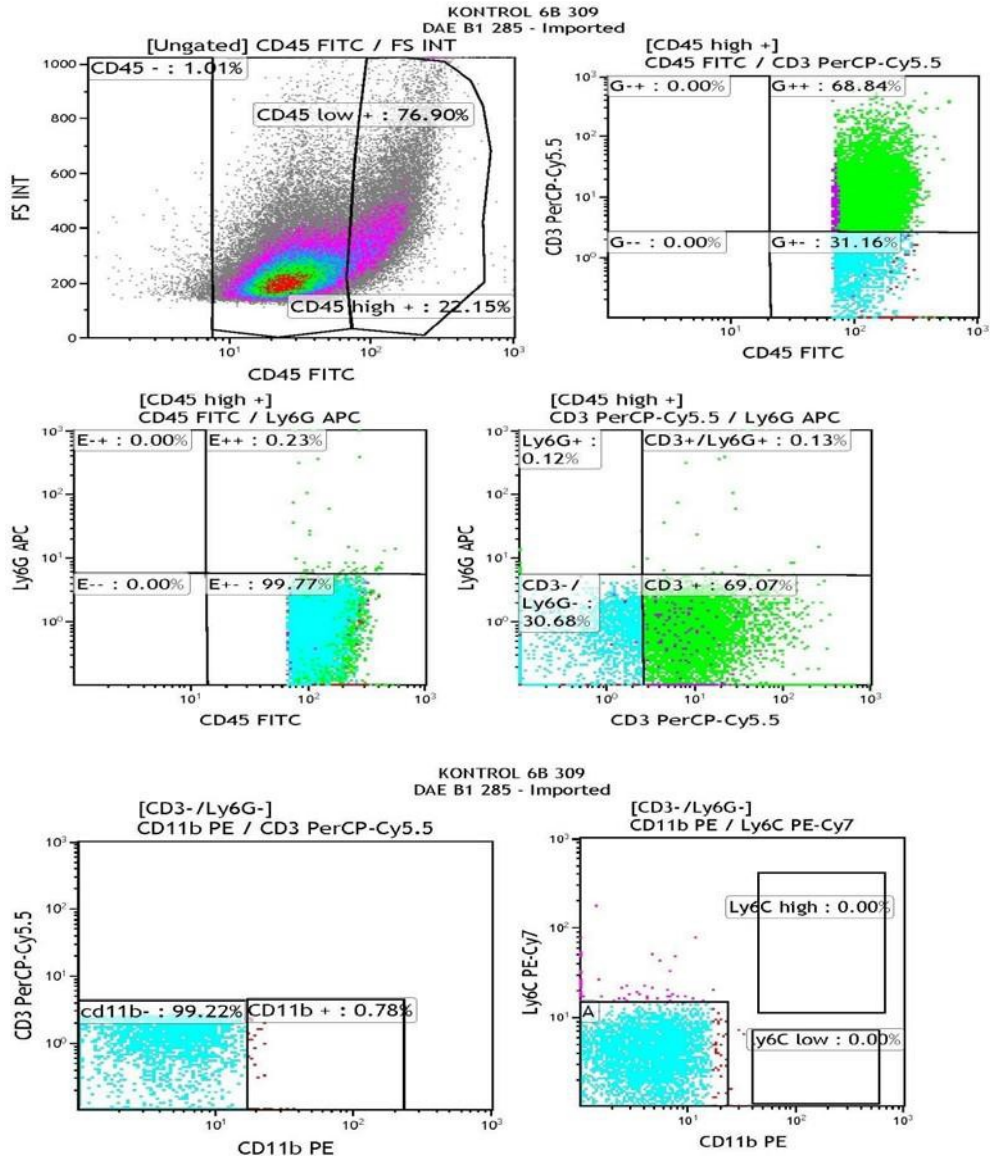 KONTROL 6B 309
DAE B1 285 - Imported
[Ungated] CD45 FITC / FS INT
CD45 - : 1.01%
CD45 low + : 76.90%
CD45 high + : 22.15%
FS INT
1000
800
600
400
200
0
10¹
10²
10³
CD45 FITC
[CD45 high +]
CD45 FITC / CD3 PerCP-Cy5.5
G-+ : 0.00%
G++ : 68.84%
G-- : 0.00%
G+- : 31.16%
CD3 PerCP-Cy5.5
10³
10²
10¹
10⁰
10¹
10²
10³
CD45 FITC
[CD45 high +]
CD45 FITC / Ly6G APC
E-+ : 0.00%
E++ : 0.23%
E-- : 0.00%
E+- : 99.77%
Ly6G APC
10³
10²
10¹
10⁰
10¹
10²
10³
CD45 FITC
[CD45 high +]
CD3 PerCP-Cy5.5 / Ly6G APC
Ly6G+ :
0.12%
CD3+/Ly6G+ : 0.13%
CD3-/
Ly6G- :
30.68%
CD3 + : 69.07%
Ly6G APC
10³
10²
10¹
10⁰
10⁰
10¹
10²
10³
CD3 PerCP-Cy5.5
KONTROL 6B 309
DAE B1 285 - Imported
[CD3-/Ly6G-]
CD11b PE / CD3 PerCP-Cy5.5
cd11b- : 99.22%
CD11b + : 0.78%
CD3 PerCP-Cy5.5
10³
10²
10¹
10⁰
10¹
10²
10³
CD11b PE
[CD3-/Ly6G-]
CD11b PE / Ly6C PE-Cy7
Ly6C high : 0.00%
A
Ly6C low : 0.00%
Ly6C PE-Cy7
10³
10²
10¹
10¹
10²
10³
CD11b PE